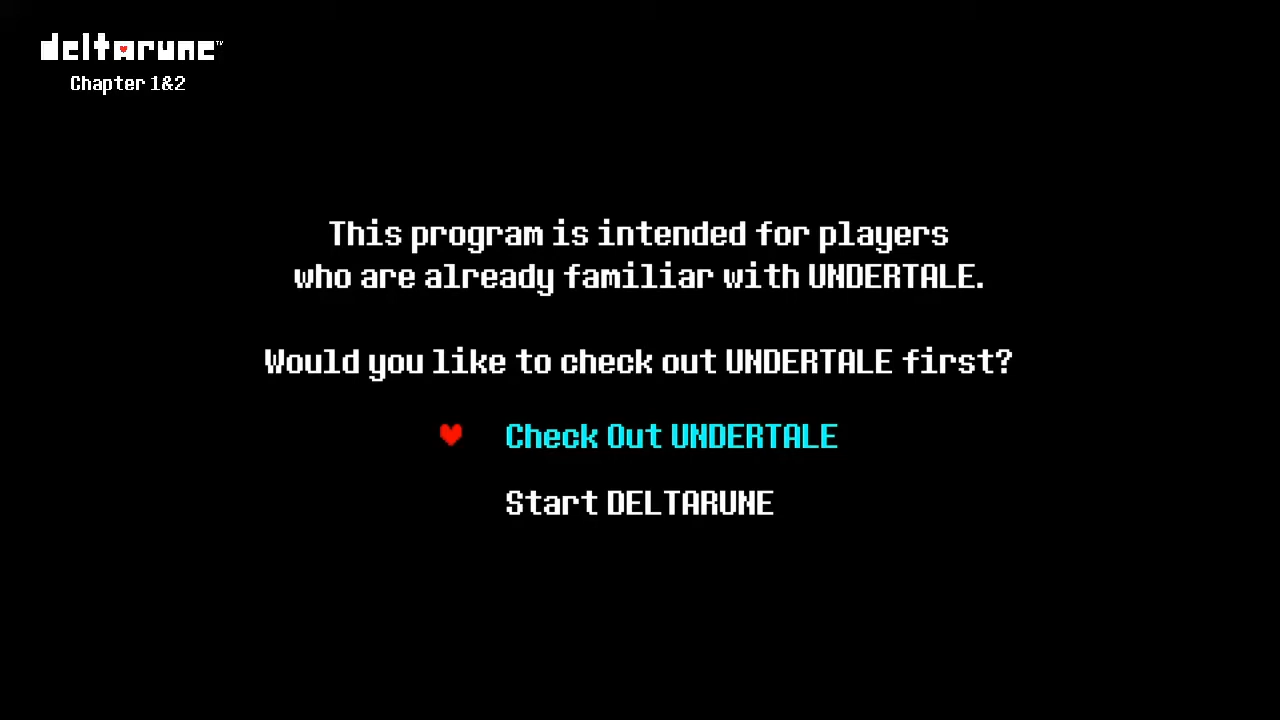 deltarune™
Chapter 1&2
This program is intended for players
who are already familiar with UNDERTALE.
Would you like to check out UNDERTALE first?
Check Out UNDERTALE
Start DELTARUNE